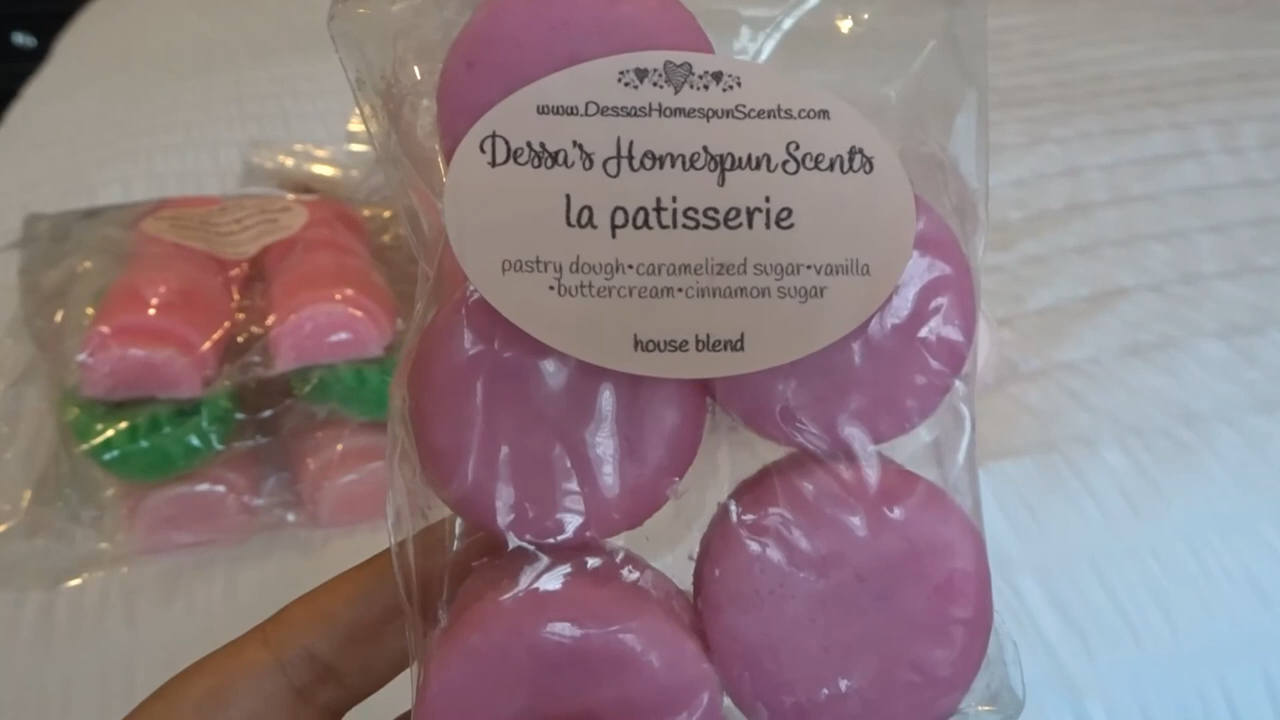 www.DessasHomespunScents.com
Dessa's Homespun Scents
la patisserie
pastry dough•caramelized sugar•vanilla
•buttercream•cinnamon sugar
house blend